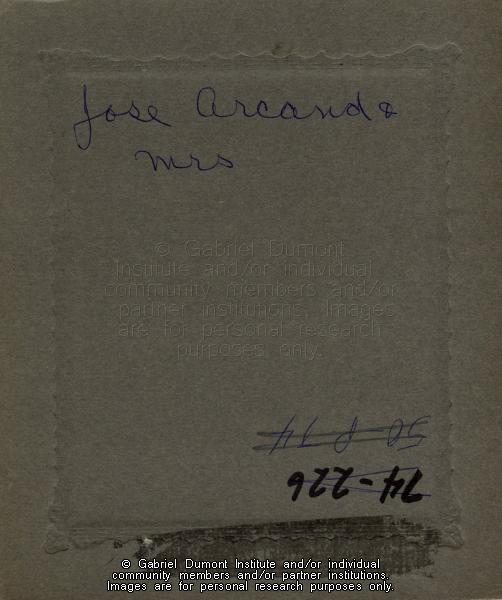 Jose Arcand &
mrs
© Gabriel Dumont
Institute and/or individual
community members and/or
partner institutions. Images
are for personal research
purposes only.
74-226
© Gabriel Dumont Institute and/or individual
community members and/or partner institutions.
Images are for personal research purposes only.